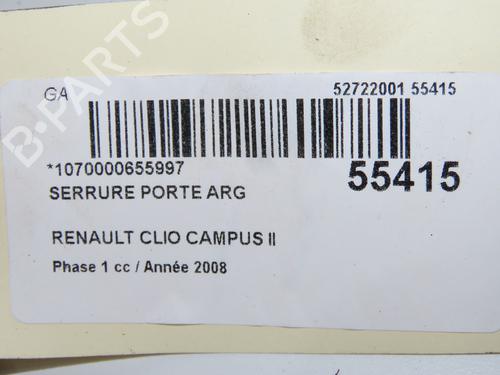 GA
52722001 55415
*1070000655997
55415
SERRURE PORTE ARG
RENAULT CLIO CAMPUS II
Phase 1 cc / Année 2008
B-PARTS